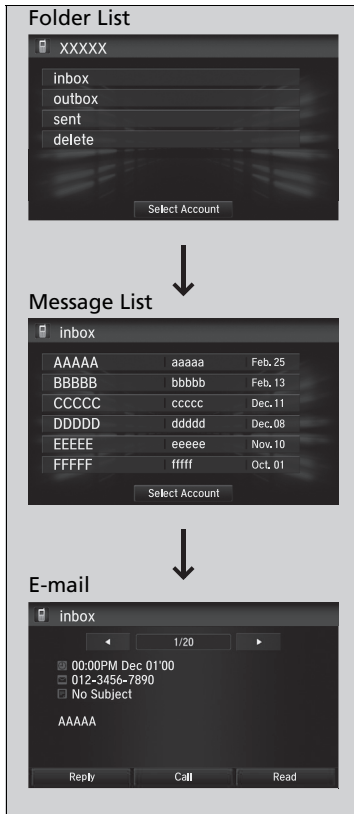 Folder List
XXXXX
inbox
outbox
sent
delete
Select Account
Message List
inbox
AAAAA aaaaa Feb. 25
BBBBB bbbbb Feb. 13
CCCCC ccccc Dec. 11
DDDDD ddddd Dec. 08
EEEEE eeeee Nov. 10
FFFFF fffff Oct. 01
Select Account
E-mail
inbox
1/20
00:00PM Dec 01'00
012-3456-7890
No Subject
AAAAA
Reply Call Read